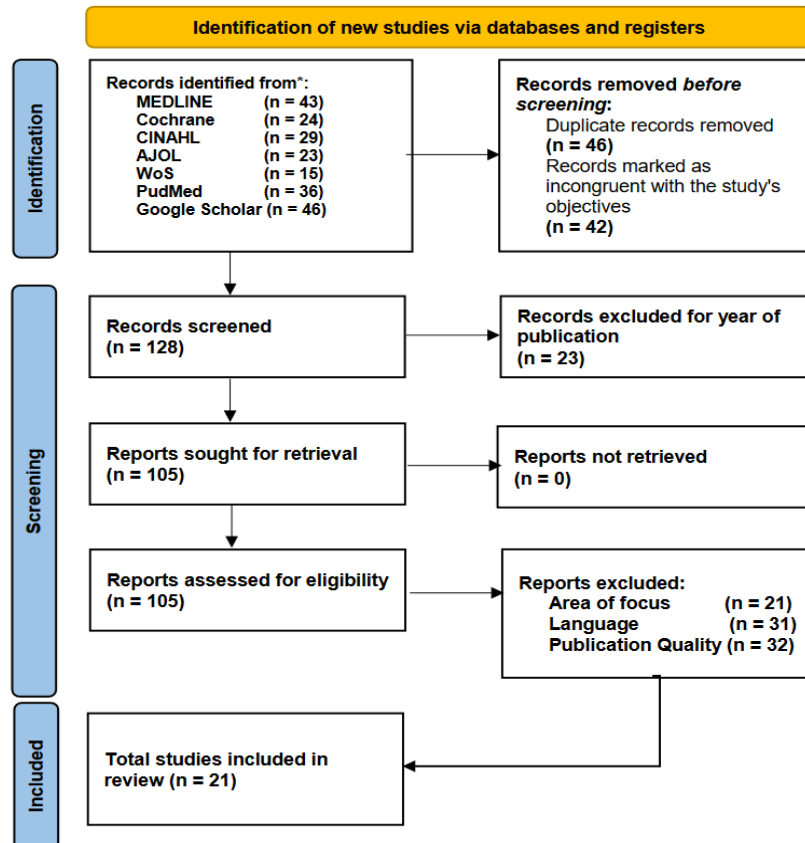 Identification of new studies via databases and registers
Identification
Records identified from*:
MEDLINE (n = 43)
Cochrane (n = 24)
CINAHL (n = 29)
AJOL (n = 23)
WoS (n = 15)
PudMed (n = 36)
Google Scholar (n = 46)
Records removed before
screening:
Duplicate records removed
(n = 46)
Records marked as
incongruent with the study's
objectives
(n = 42)
Screening
Records screened
(n = 128)
Records excluded for year of
publication
(n = 23)
Reports sought for retrieval
(n = 105)
Reports not retrieved
(n = 0)
Reports assessed for eligibility
(n = 105)
Reports excluded:
Area of focus (n = 21)
Language (n = 31)
Publication Quality (n = 32)
Included
Total studies included in
review (n = 21)